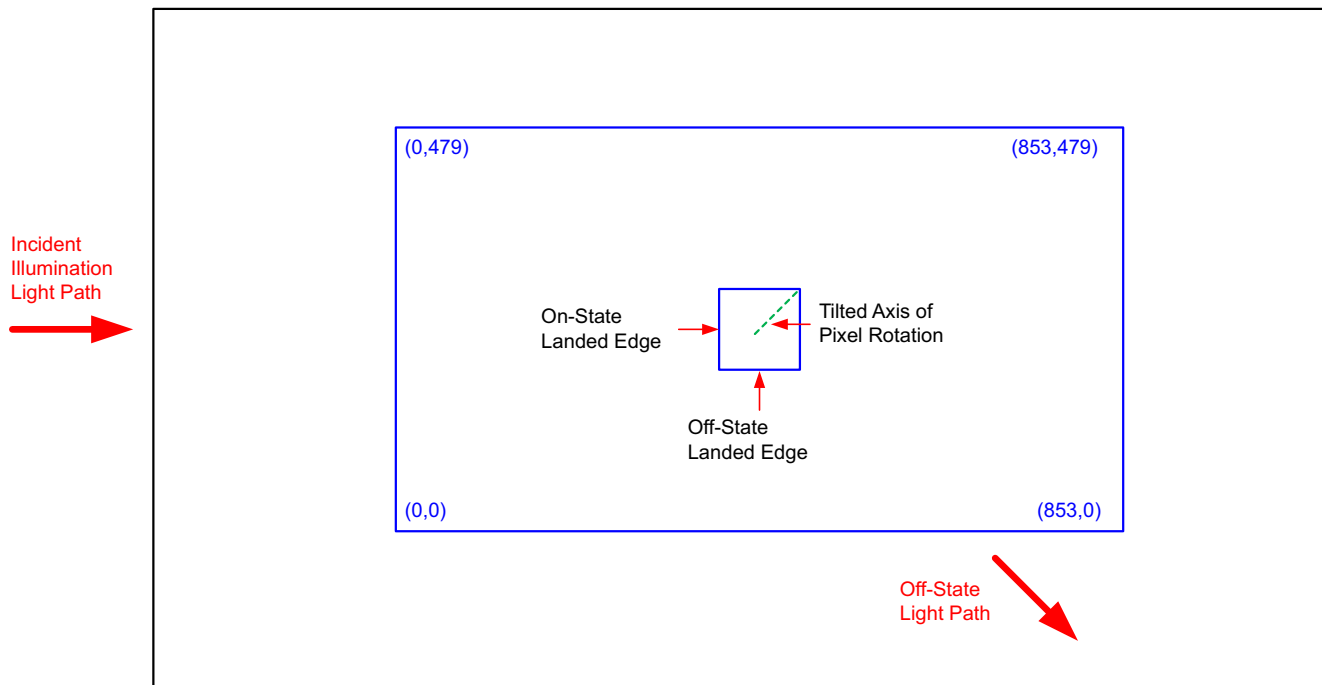 (0,479)
(853,479)
Incident
Illumination
Light Path
On-State
Landed Edge
Tilted Axis of
Pixel Rotation
Off-State
Landed Edge
(0,0)
(853,0)
Off-State
Light Path